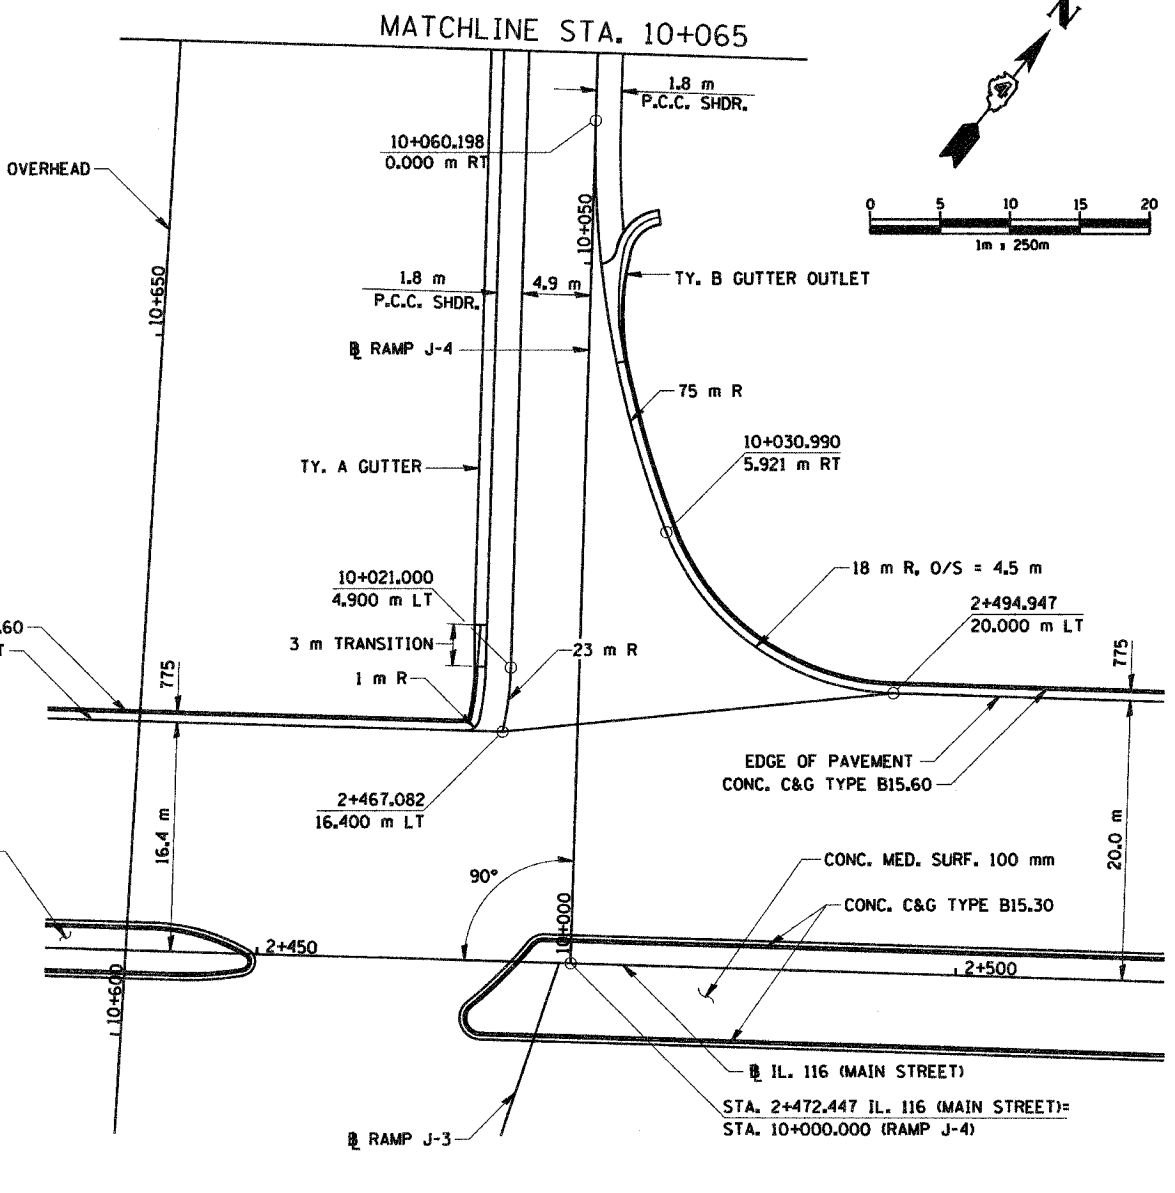 MATCHLINE STA. 10+065
N
1.8 m
P.C.C. SHDR.
10+060.198
0.000 m RT
OVERHEAD
0 5 10 15 20
1m : 250m
10+050
10+650
1.8 m
P.C.C. SHDR.
4.9 m
TY. B GUTTER OUTLET
BL RAMP J-4
75 m R
10+030.990
5.921 m RT
TY. A GUTTER
18 m R, O/S = 4.5 m
10+021.000
4.900 m LT
2+494.947
20.000 m LT
.60
T
3 m TRANSITION
23 m R
775
1 m R
775
EDGE OF PAVEMENT
CONC. C&G TYPE B15.60
2+467.082
16.400 m LT
16.4 m
20.0 m
90°
CONC. MED. SURF. 100 mm
CONC. C&G TYPE B15.30
10+000
2+450
2+500
10+600
BL IL. 116 (MAIN STREET)
STA. 2+472.447 IL. 116 (MAIN STREET)=
STA. 10+000.000 (RAMP J-4)
BL RAMP J-3